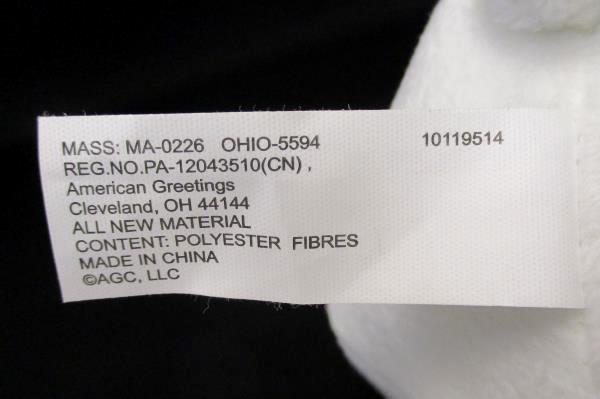 MASS: MA-0226 OHIO-5594 10119514
REG.NO.PA-12043510(CN) ,
American Greetings
Cleveland, OH 44144
ALL NEW MATERIAL
CONTENT: POLYESTER FIBRES
MADE IN CHINA
©AGC, LLC